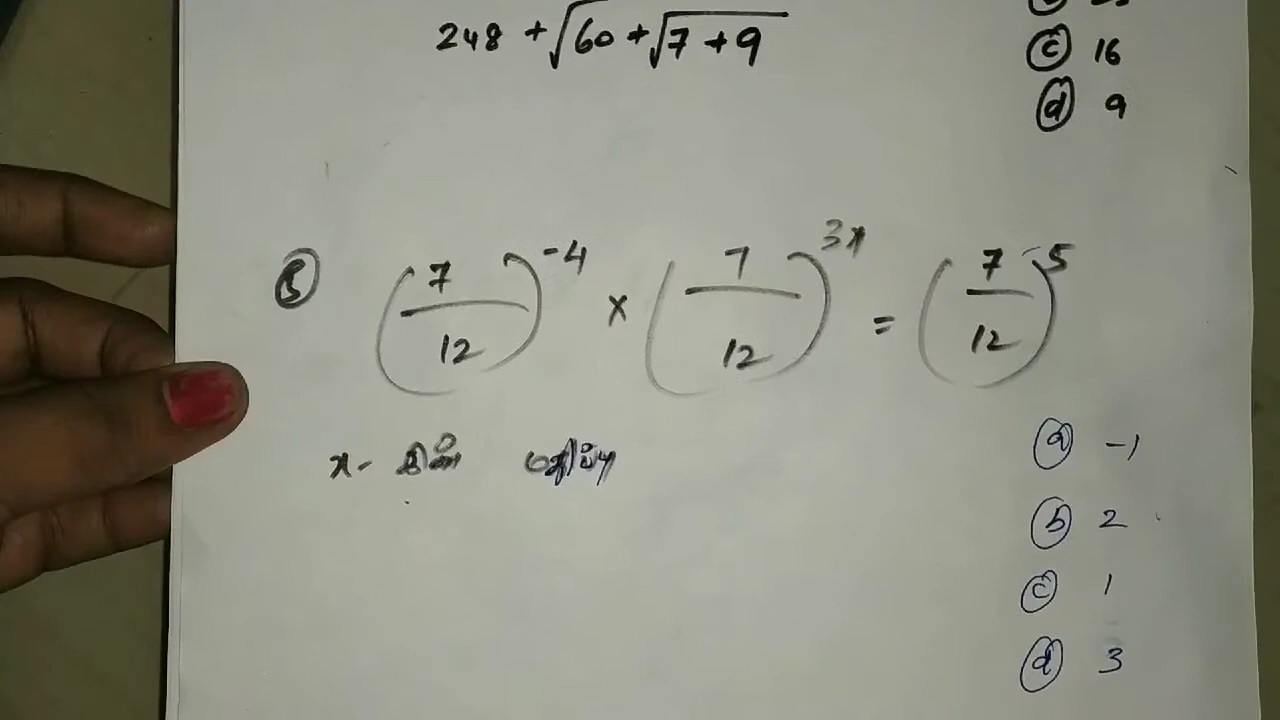 248 + √60 + √7 + 9
ⓒ 16
ⓓ 9
⑤ (7/12)^-4 × (7/12)^3x = (7/12)^5
x - இன் மதிப்பு
ⓐ -1
ⓑ 2
ⓒ 1
ⓓ 3